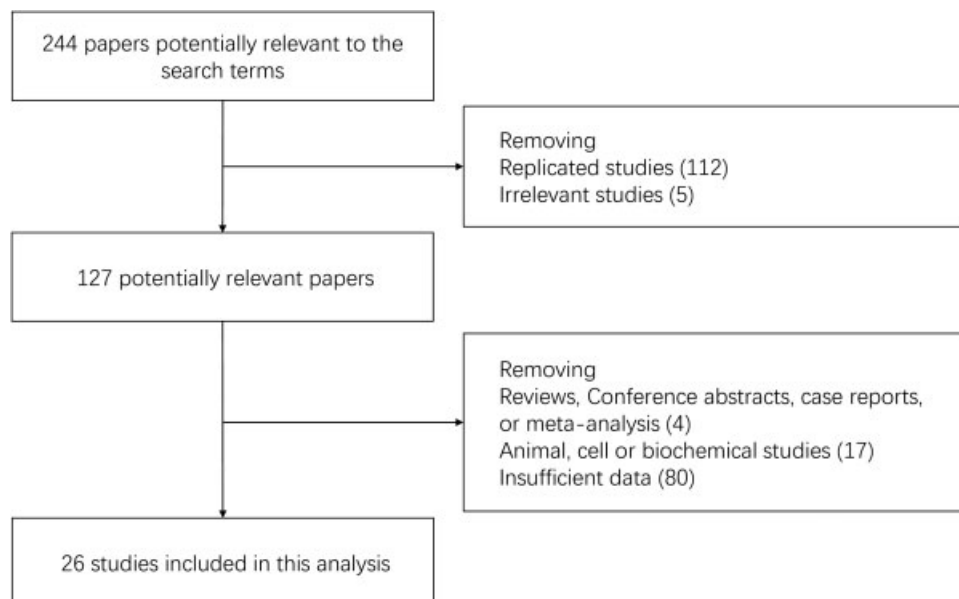 244 papers potentially relevant to the
search terms
Removing
Replicated studies (112)
Irrelevant studies (5)
127 potentially relevant papers
Removing
Reviews, Conference abstracts, case reports,
or meta-analysis (4)
Animal, cell or biochemical studies (17)
Insufficient data (80)
26 studies included in this analysis